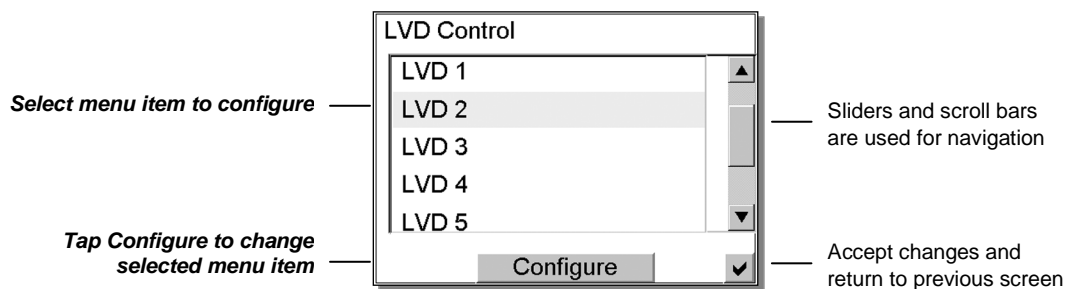 LVD Control
LVD 1
LVD 2
LVD 3
LVD 4
LVD 5
Configure
Select menu item to configure
Tap Configure to change
selected menu item
Sliders and scroll bars
are used for navigation
Accept changes and
return to previous screen